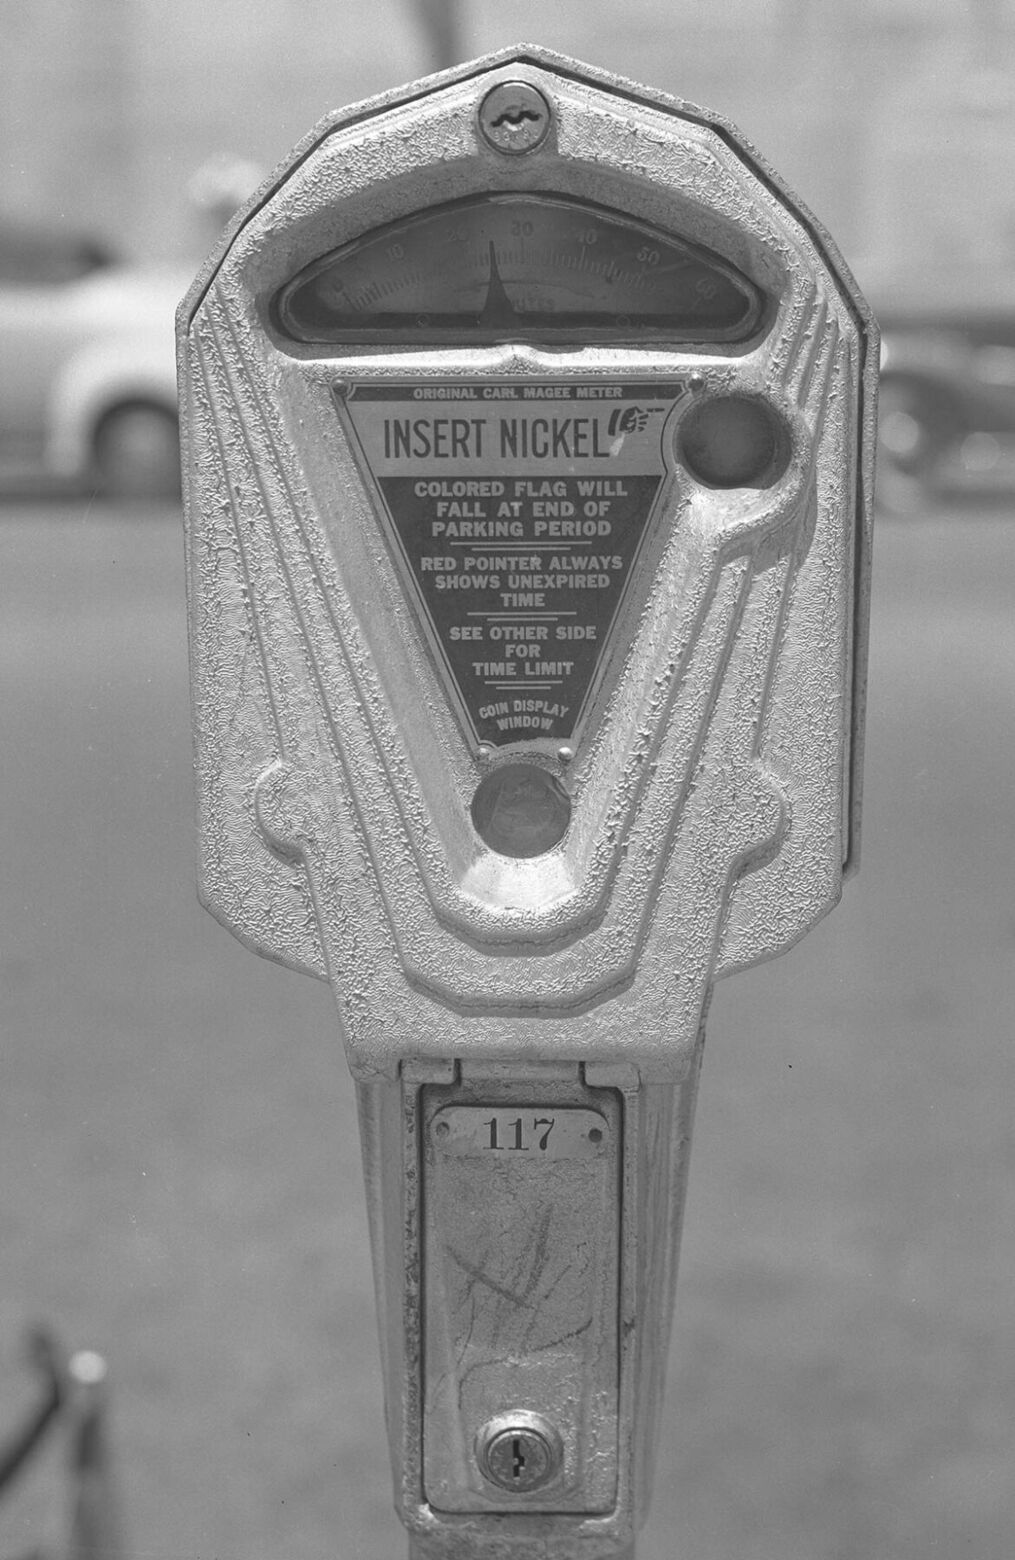 10 20 30 40 50 60
ORIGINAL CARL MAGEE METER
INSERT NICKEL
COLORED FLAG WILL
FALL AT END OF
PARKING PERIOD
RED POINTER ALWAYS
SHOWS UNEXPIRED
TIME
SEE OTHER SIDE
FOR
TIME LIMIT
COIN DISPLAY
WINDOW
117